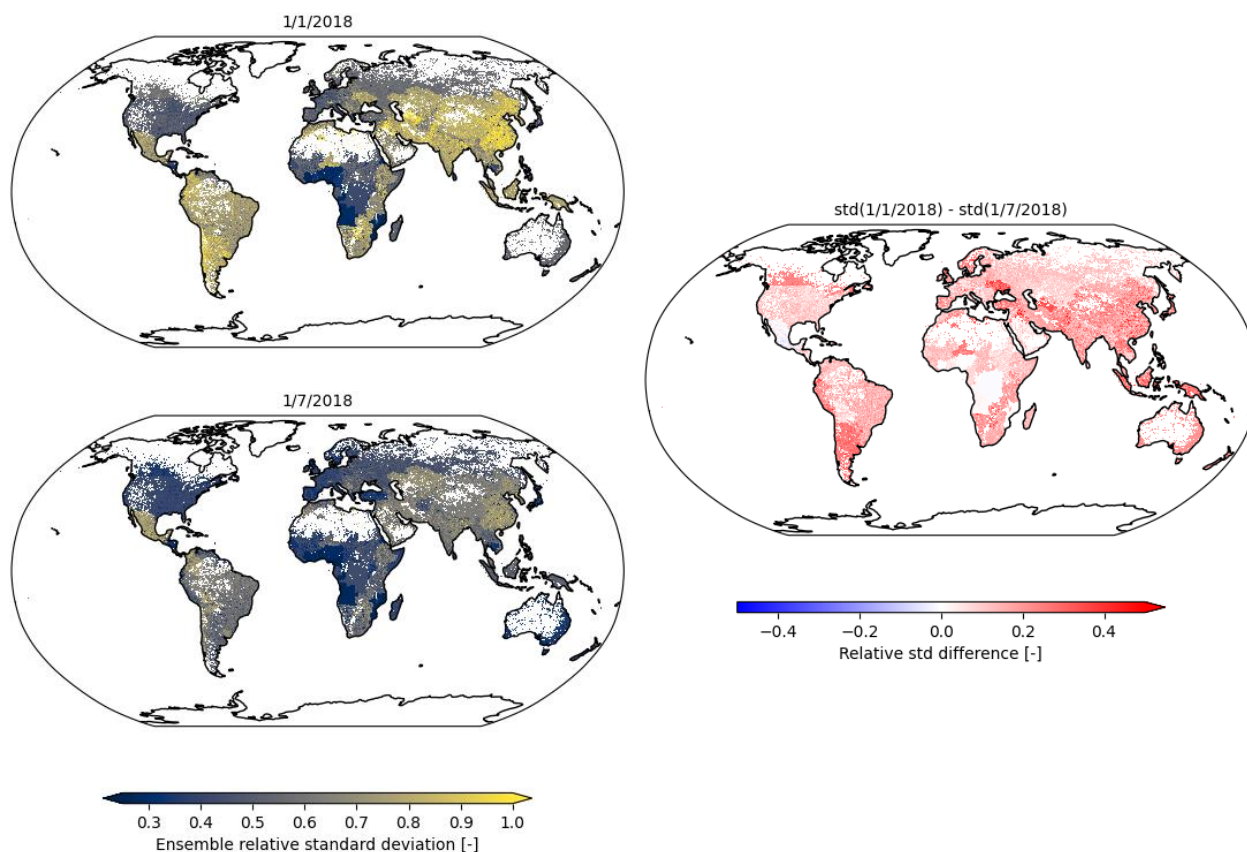 1/1/2018
1/7/2018
0.3 0.4 0.5 0.6 0.7 0.8 0.9 1.0
Ensemble relative standard deviation [-]
std(1/1/2018) - std(1/7/2018)
−0.4 −0.2 0.0 0.2 0.4
Relative std difference [-]